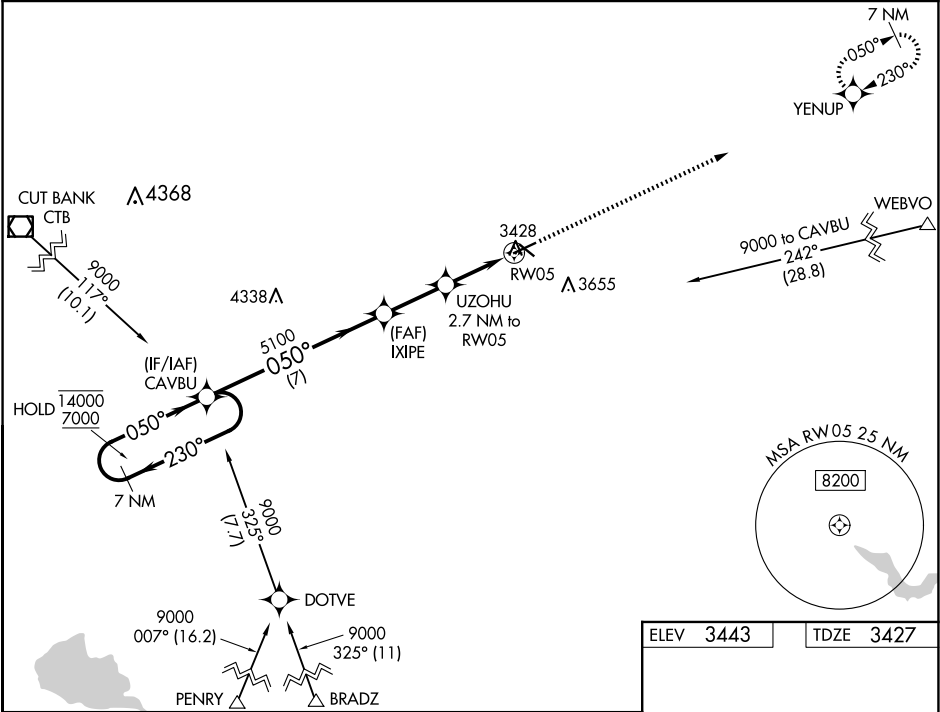 7 NM
050°
230°
YENUP
CUT BANK
CTB
4368
9000
117°
(10.1)
WEBVO
9000 to CAVBU
242°
(28.8)
3428
RW05
3655
4338
UZOHU
2.7 NM to
RW05
(FAF)
IXIPE
5100
050°
(7)
(IF/IAF)
CAVBU
HOLD
14000
7000
050°
230°
7 NM
9000
325°
(7.7)
MSA RW05 25 NM
8200
DOTVE
9000
007° (16.2)
9000
325° (11)
PENRY
BRADZ
ELEV 3443
TDZE 3427